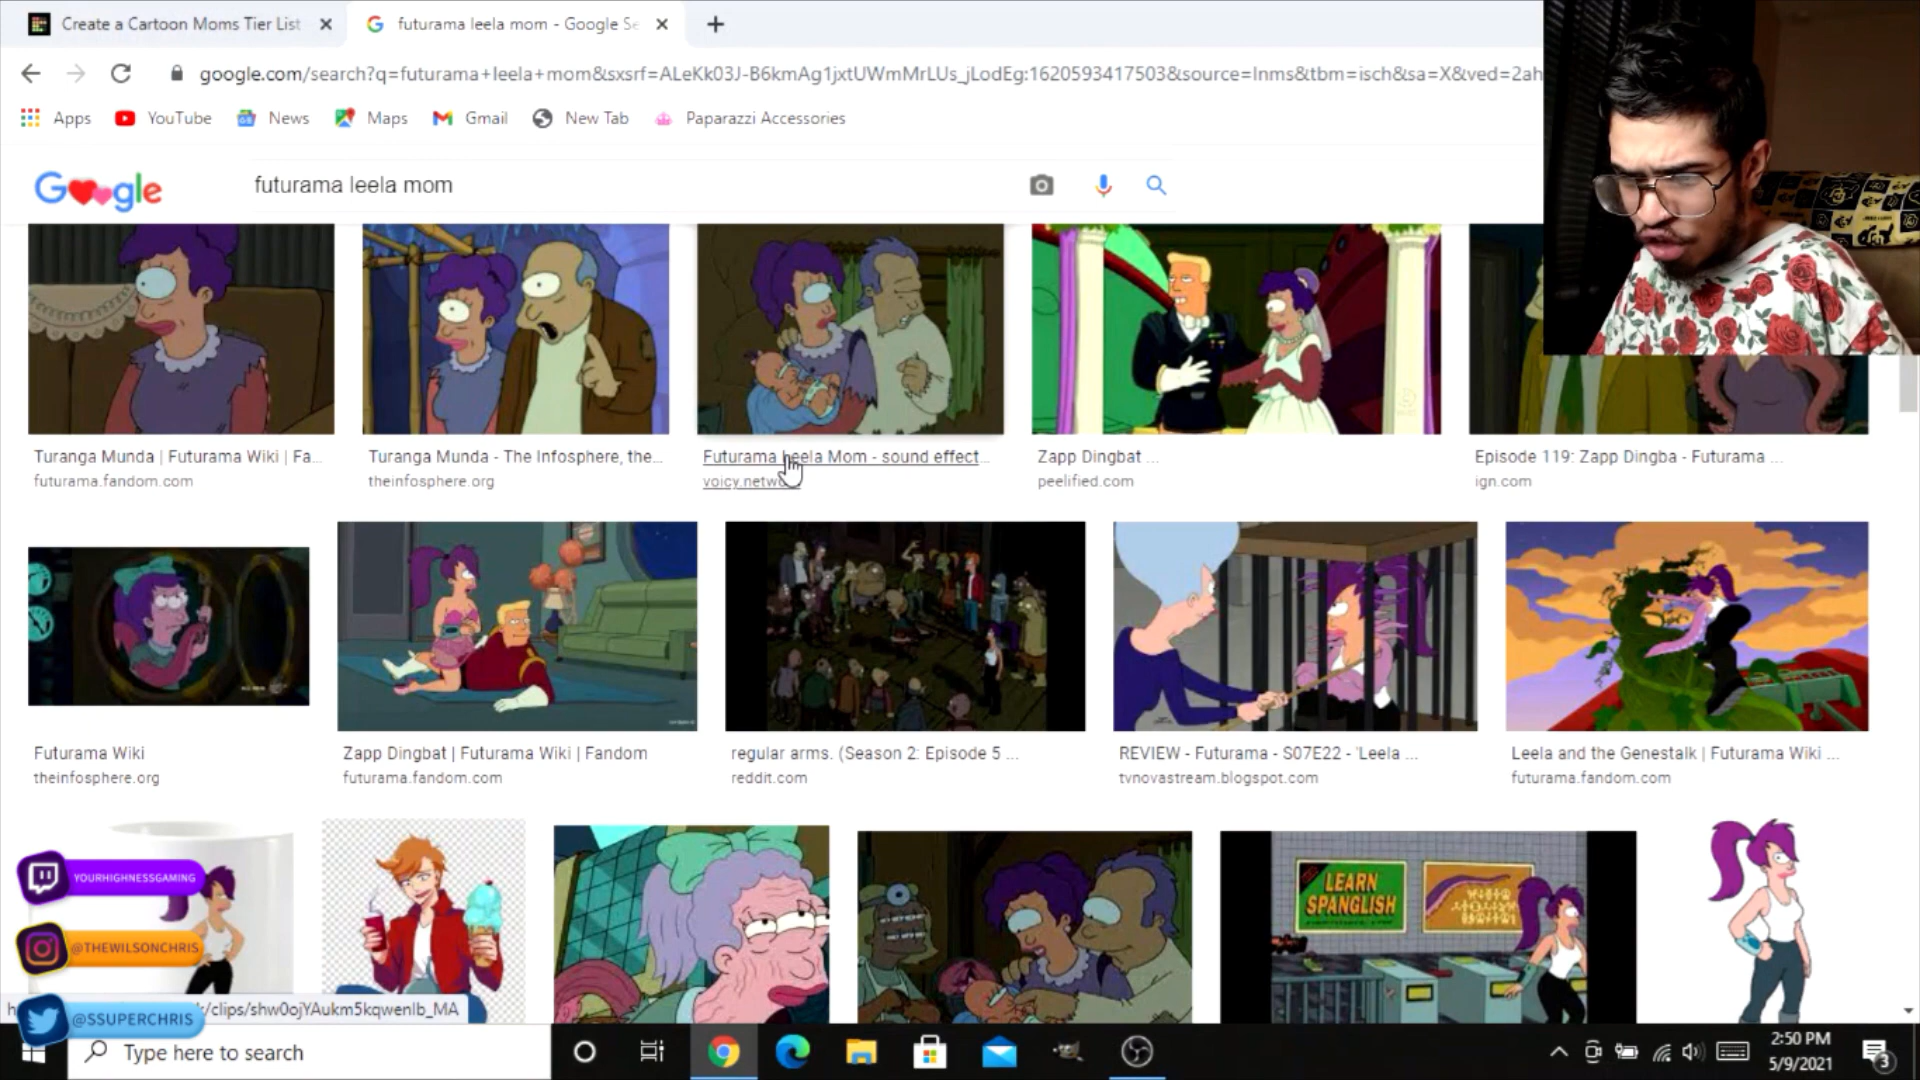 Create a Cartoon Moms Tier List
futurama leela mom - Google Se
google.com/search?q=futurama+leela+mom&sxsrf=ALeKk03J-B6kmAg1jxtUWmMrLUs_jLodEg:1620593417503&source=lnms&tbm=isch&sa=X&ved=2ah
Apps YouTube News Maps Gmail New Tab Paparazzi Accessories
Google
futurama leela mom
Turanga Munda | Futurama Wiki | Fa...
futurama.fandom.com
Turanga Munda - The Infosphere, the...
theinfosphere.org
Futurama Leela Mom - sound effect...
voicy.network
Zapp Dingbat ...
peelified.com
Episode 119: Zapp Dingba - Futurama ...
ign.com
Futurama Wiki
theinfosphere.org
Zapp Dingbat | Futurama Wiki | Fandom
futurama.fandom.com
regular arms. (Season 2: Episode 5 ...
reddit.com
REVIEW - Futurama - S07E22 - 'Leela ...
tvnovastream.blogspot.com
Leela and the Genestalk | Futurama Wiki ...
futurama.fandom.com
LEARN
SPANGLISH
YOURHIGHNESSGAMING
@THEWILSONCHRIS
@SSUPERCHRIS
/clips/shw0ojYAukm5kqwenlb_MA
Type here to search
2:50 PM
5/9/2021
3